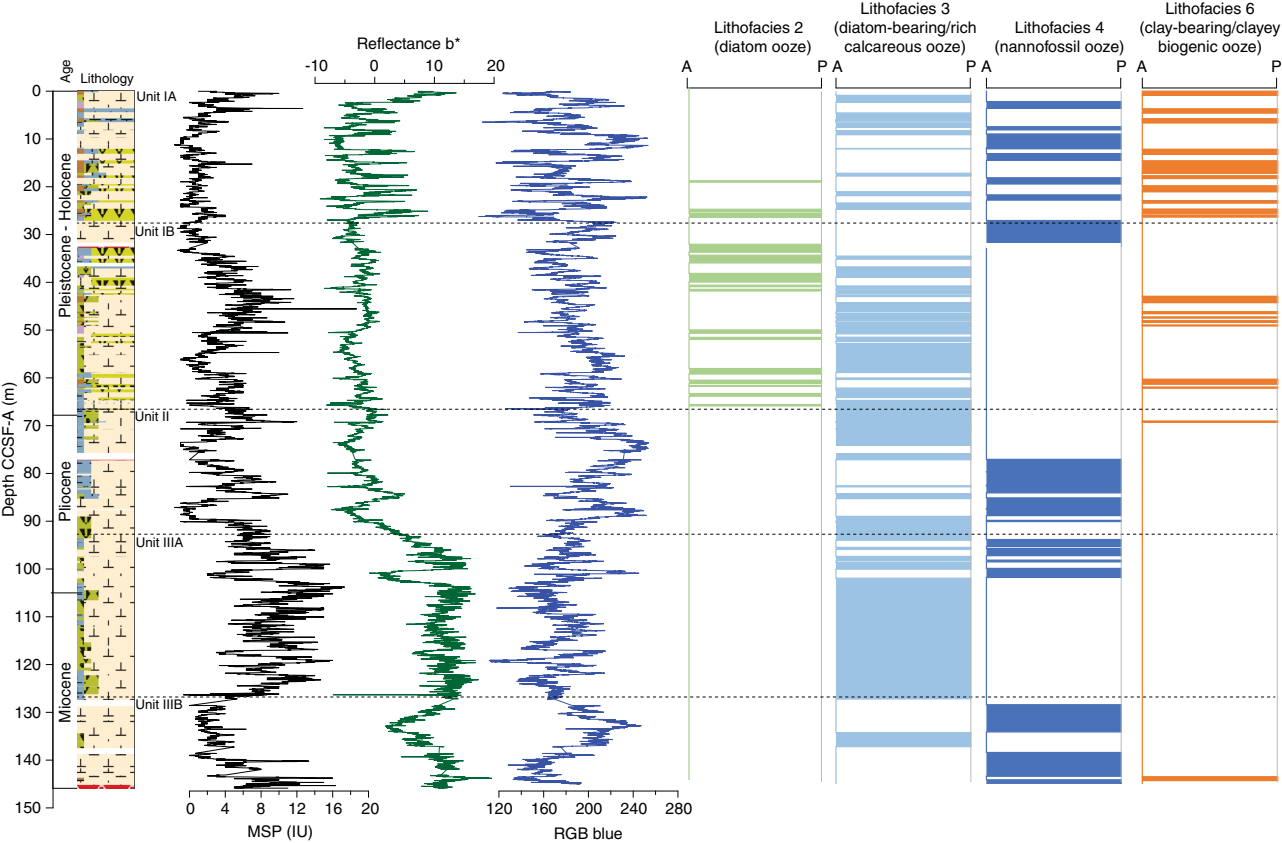 Lithofacies 2
(diatom ooze)
Lithofacies 3
(diatom-bearing/rich
calcareous ooze)
Lithofacies 4
(nannofossil ooze)
Lithofacies 6
(clay-bearing/clayey
biogenic ooze)
Reflectance b*
-10 0 10 20
A P A P A P A P
Age
Lithology
Depth CCSF-A (m)
0
10
20
30
40
50
60
70
80
90
100
110
120
130
140
150
Pleistocene - Holocene
Pliocene
Miocene
Unit IA
Unit IB
Unit II
Unit IIIA
Unit IIIB
0 4 8 12 16 20
MSP (IU)
120 160 200 240 280
RGB blue